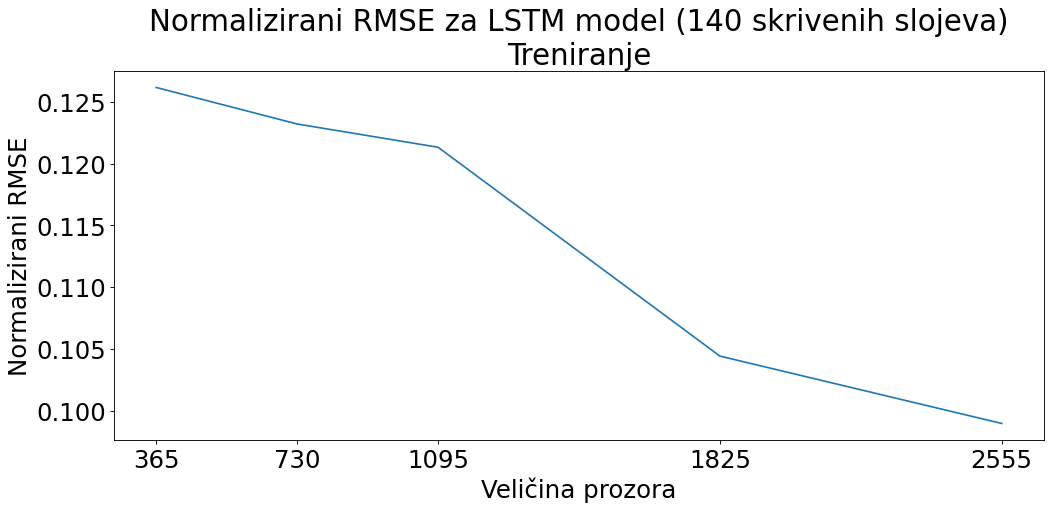 Normalizirani RMSE za LSTM model (140 skrivenih slojeva)
Treniranje
Normalizirani RMSE
0.125
0.120
0.115
0.110
0.105
0.100
365
730
1095
1825
2555
Veličina prozora